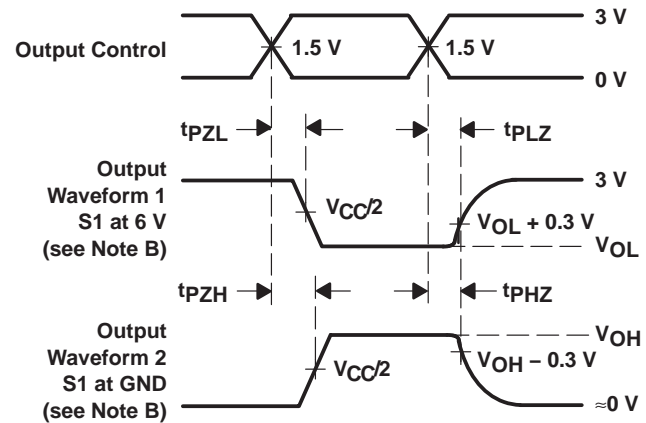 3 V
Output Control
1.5 V
1.5 V
0 V
tPZL
tPLZ
Output
Waveform 1
S1 at 6 V
(see Note B)
3 V
VCC/2
VOL + 0.3 V
VOL
tPZH
tPHZ
Output
Waveform 2
S1 at GND
(see Note B)
VOH
VCC/2
VOH − 0.3 V
≈0 V